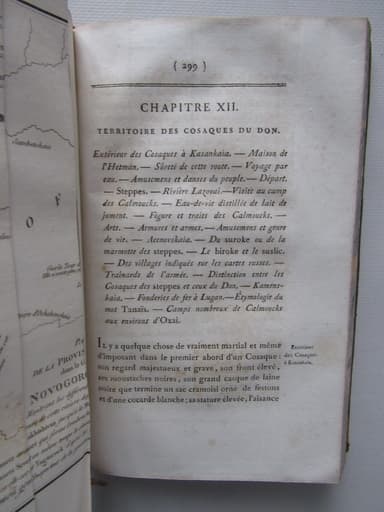 ( 299 )
CHAPITRE XII.
TERRITOIRE DES COSAQUES DU DON.
Extérieur des Cosaques à Kasankaia. — Maison de
l'Hetman. — Sûreté de cette route. — Voyage par
eau. — Amusemens et danses du peuple. — Départ.
— Steppes. — Rivière Lazovai. — Visite au camp
des Calmoucks. — Eau-de-vie distillée de lait de
jument. — Figure et traits des Calmoucks. —
Arts. — Armures et armes. — Amusemens et genre
de vie. — Acenovskaia. — Du suroke ou de la
marmotte des steppes. — Le biroke et le suslic.
— Des villages indiqués sur les cartes russes. —
Trainards de l'armée. — Distinction entre les
Cosaques des steppes et ceux du Don. — Kamens-
kaia. — Fonderies de fer à Lugan. — Etymologie du
mot Tanaïs. — Camps nombreux de Calmoucks
aux environs d'Oxai.
IL y a quelque chose de vraiment martial et même
d'imposant dans le premier abord d'un Cosaque:
son regard majestueux et grave, son front élevé,
ses moustaches noires, son grand casque de laine
noire que termine un sac cramoisi orné de festons
et d'une cocarde blanche; sa stature élevée, l'aisance
Extérieur
des Cosaques
à Kasankaia.
O
F
DE LA PROVIN
NOVOGORO